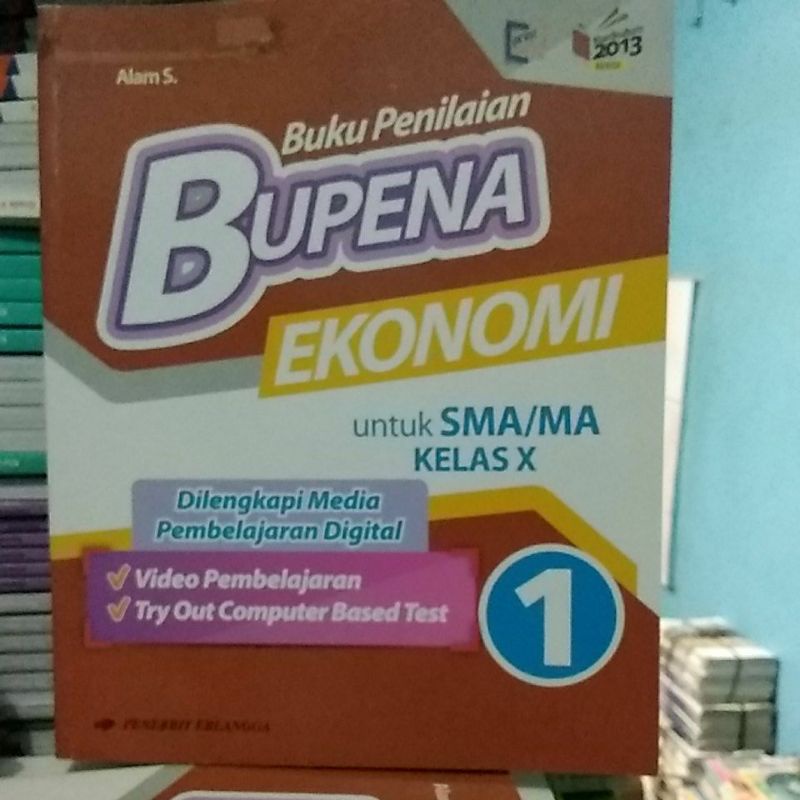 Alam S.
2013
Buku Penilaian
BUPENA
EKONOMI
untuk SMA/MA
KELAS X
Dilengkapi Media
Pembelajaran Digital
Video Pembelajaran
Try Out Computer Based Test
1
PENERBIT ERLANGGA